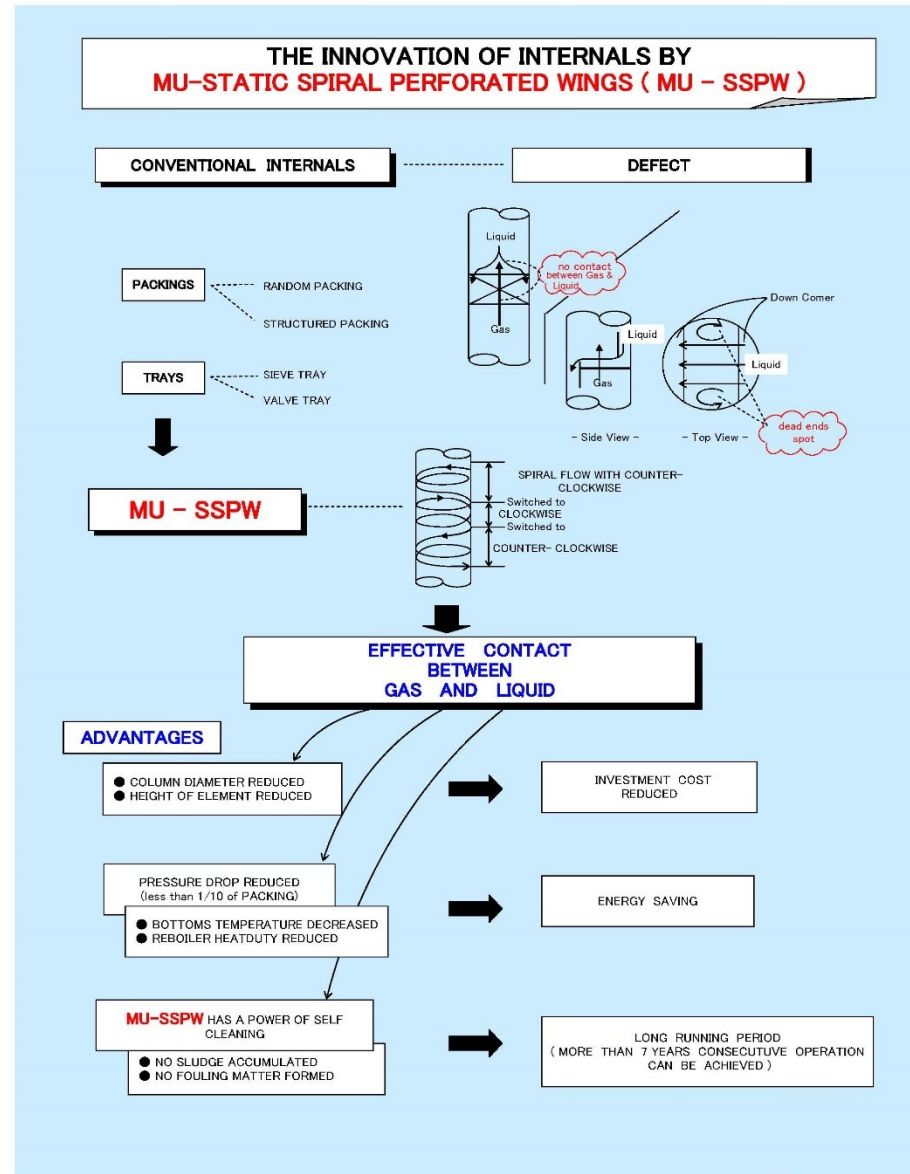 THE INNOVATION OF INTERNALS BY
MU-STATIC SPIRAL PERFORATED WINGS ( MU - SSPW )
CONVENTIONAL INTERNALS
DEFECT
PACKINGS
RANDOM PACKING
STRUCTURED PACKING
TRAYS
SIEVE TRAY
VALVE TRAY
Liquid
no contact
between Gas &
Liquid
Gas
Liquid
Gas
- Side View -
Down Comer
Liquid
- Top View -
dead ends
spot
MU - SSPW
SPIRAL FLOW WITH COUNTER-
CLOCKWISE
Switched to
CLOCKWISE
Switched to
COUNTER- CLOCKWISE
EFFECTIVE CONTACT
BETWEEN
GAS AND LIQUID
ADVANTAGES
● COLUMN DIAMETER REDUCED
● HEIGHT OF ELEMENT REDUCED
INVESTMENT COST
REDUCED
PRESSURE DROP REDUCED
(less than 1/10 of PACKING)
● BOTTOMS TEMPERATURE DECREASED
● REBOILER HEATDUTY REDUCED
ENERGY SAVING
MU-SSPW HAS A POWER OF SELF
CLEANING
● NO SLUDGE ACCUMULATED
● NO FOULING MATTER FORMED
LONG RUNNING PERIOD
( MORE THAN 7 YEARS CONSECUTUVE OPERATION
CAN BE ACHIEVED )